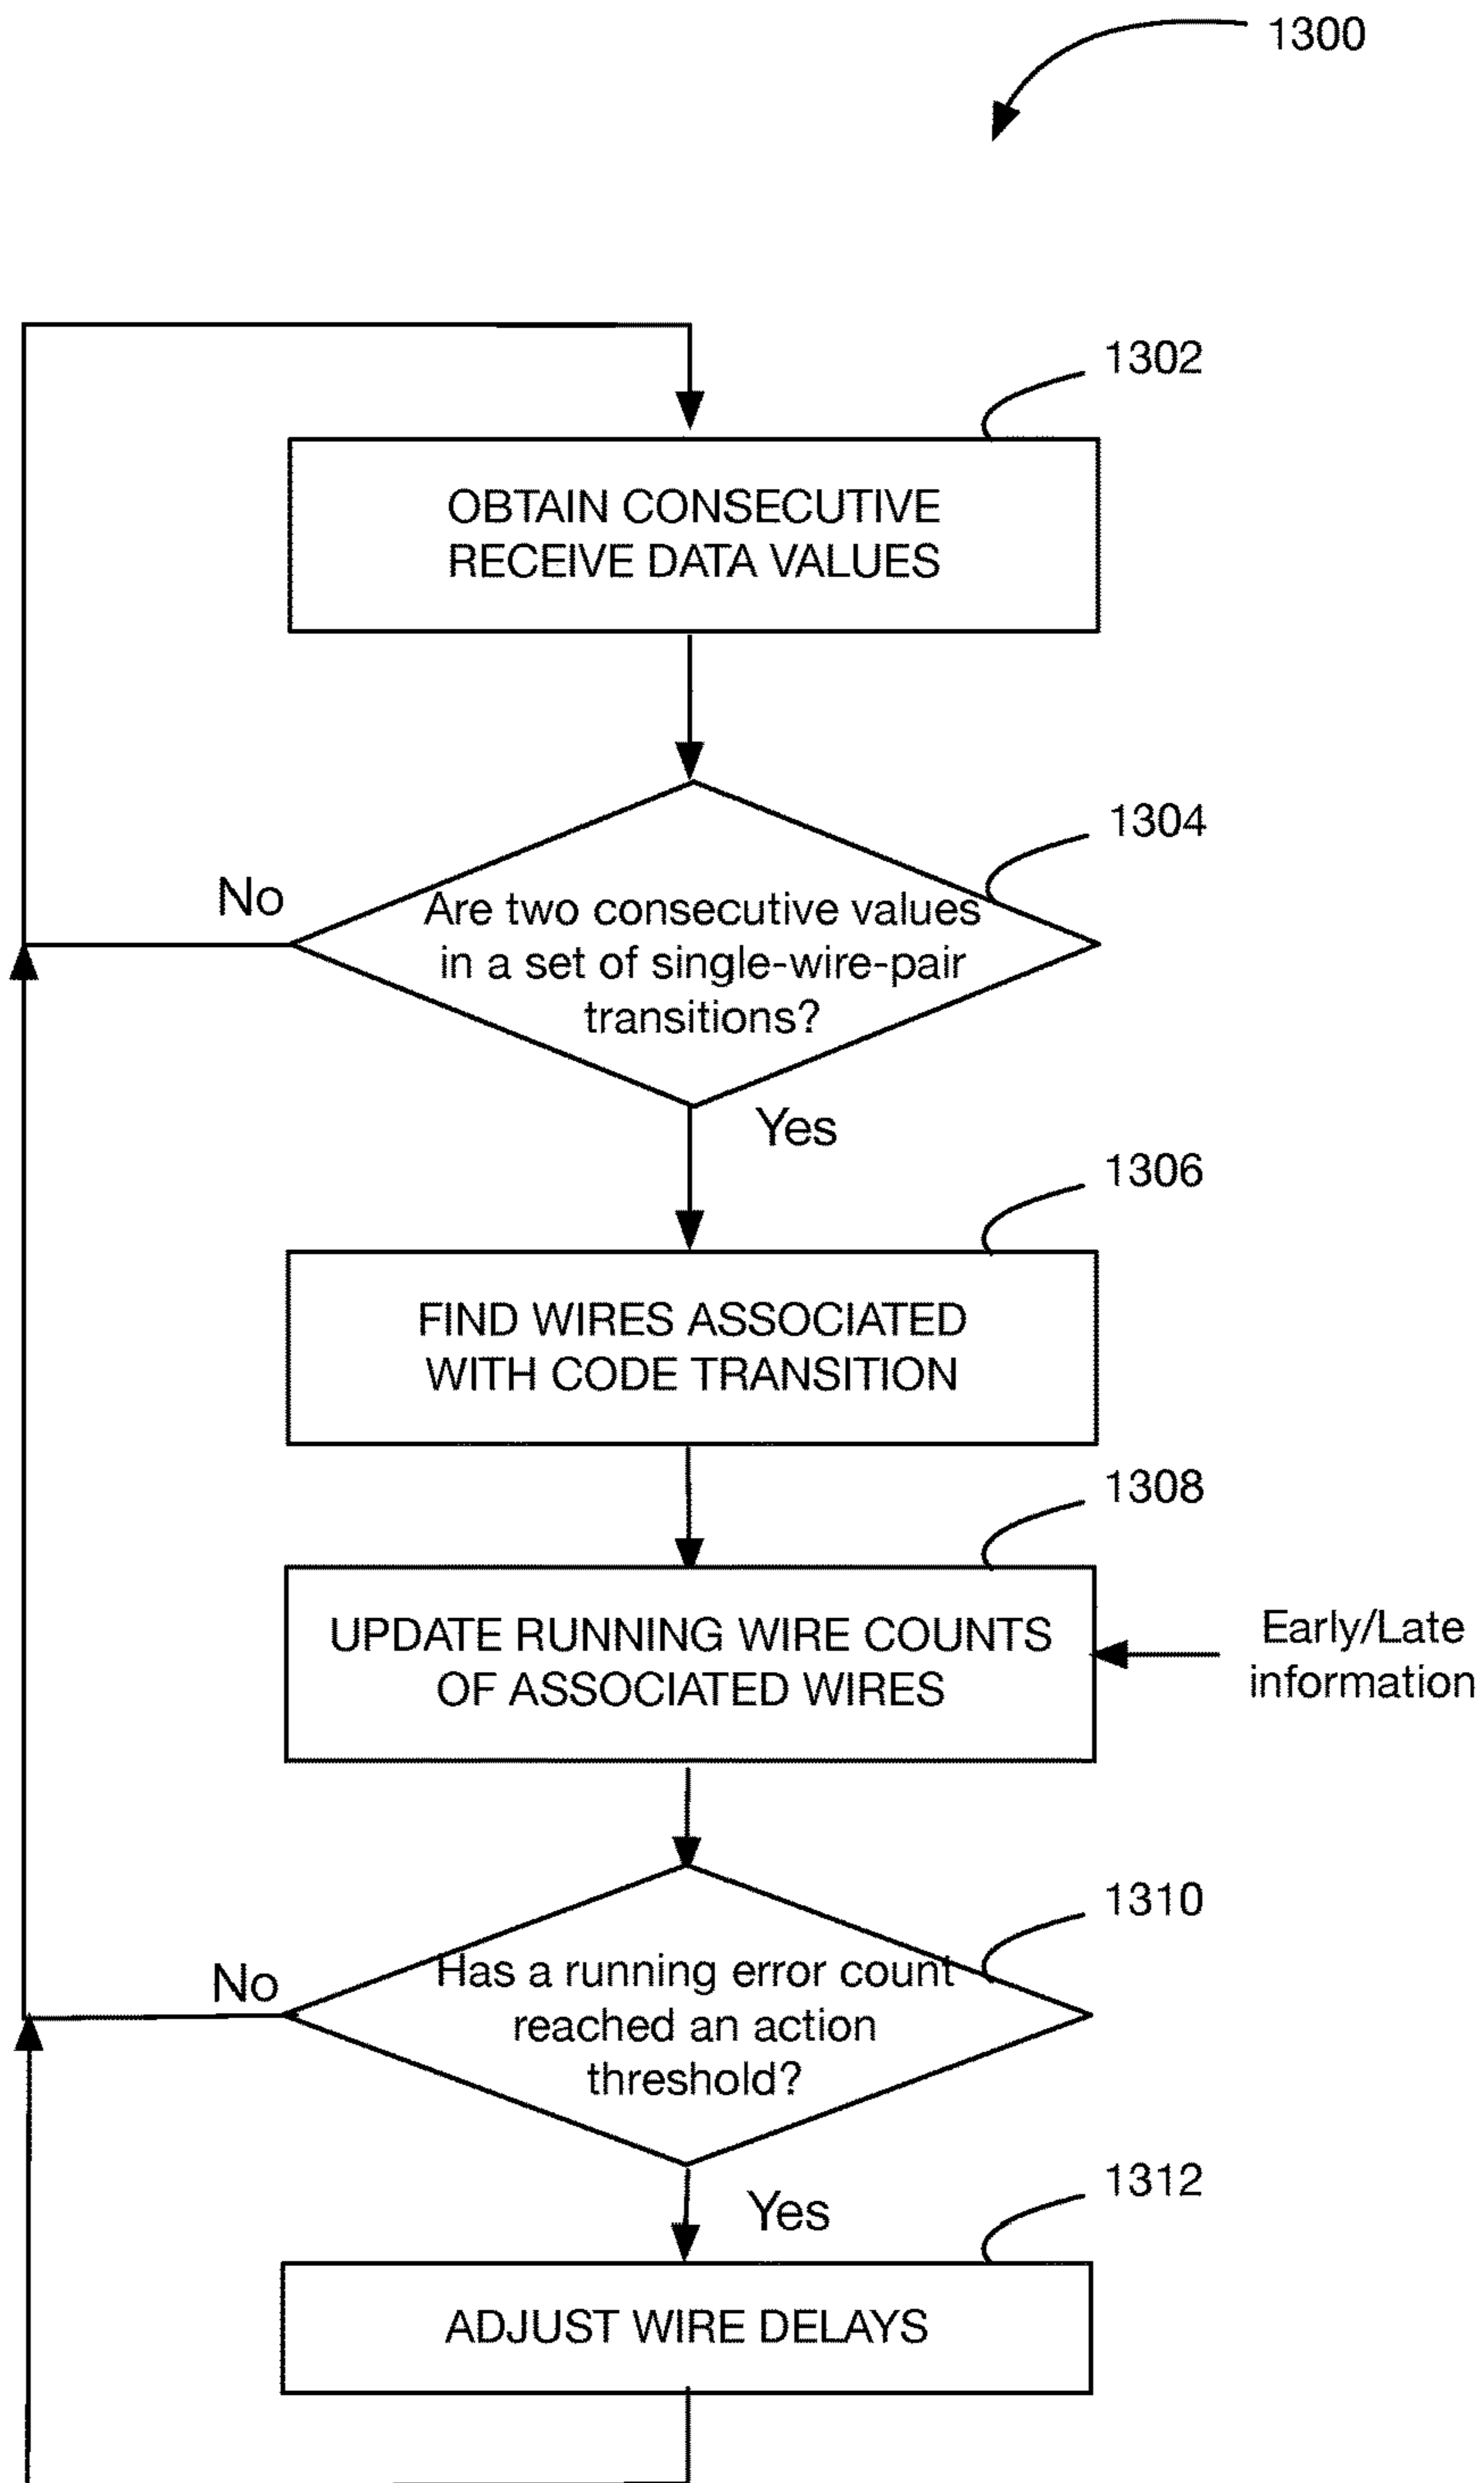 1300
1302
OBTAIN CONSECUTIVE
RECEIVE DATA VALUES
1304
No
Are two consecutive values
in a set of single-wire-pair
transitions?
Yes
1306
FIND WIRES ASSOCIATED
WITH CODE TRANSITION
1308
UPDATE RUNNING WIRE COUNTS
OF ASSOCIATED WIRES
Early/Late
information
1310
No
Has a running error count
reached an action
threshold?
Yes
1312
ADJUST WIRE DELAYS